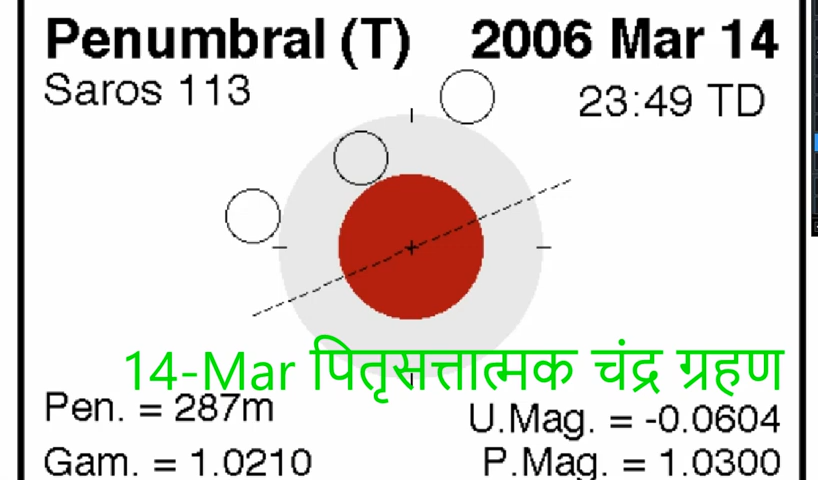 Penumbral (T) 2006 Mar 14
Saros 113 23:49 TD
14-Mar पितृसत्तात्मक चंद्र ग्रहण
Pen. = 287m U.Mag. = -0.0604
Gam. = 1.0210 P.Mag. = 1.0300